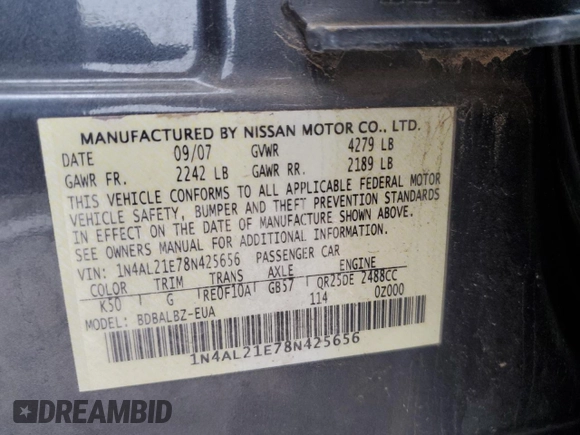 MANUFACTURED BY NISSAN MOTOR CO., LTD.
DATE 09/07 GVWR 4279 LB
GAWR FR. 2242 LB GAWR RR. 2189 LB
THIS VEHICLE CONFORMS TO ALL APPLICABLE FEDERAL MOTOR
VEHICLE SAFETY, BUMPER AND THEFT PREVENTION STANDARDS
IN EFFECT ON THE DATE OF MANUFACTURE SHOWN ABOVE.
SEE OWNERS MANUAL FOR ADDITIONAL INFORMATION.
VIN: 1N4AL21E78N425656 PASSENGER CAR
COLOR TRIM TRANS AXLE ENGINE
K50 G RE0F10A GB57 QR25DE 2488CC
114 0Z000
MODEL: BDBALBZ-EUA
1N4AL21E78N425656
DREAMBID